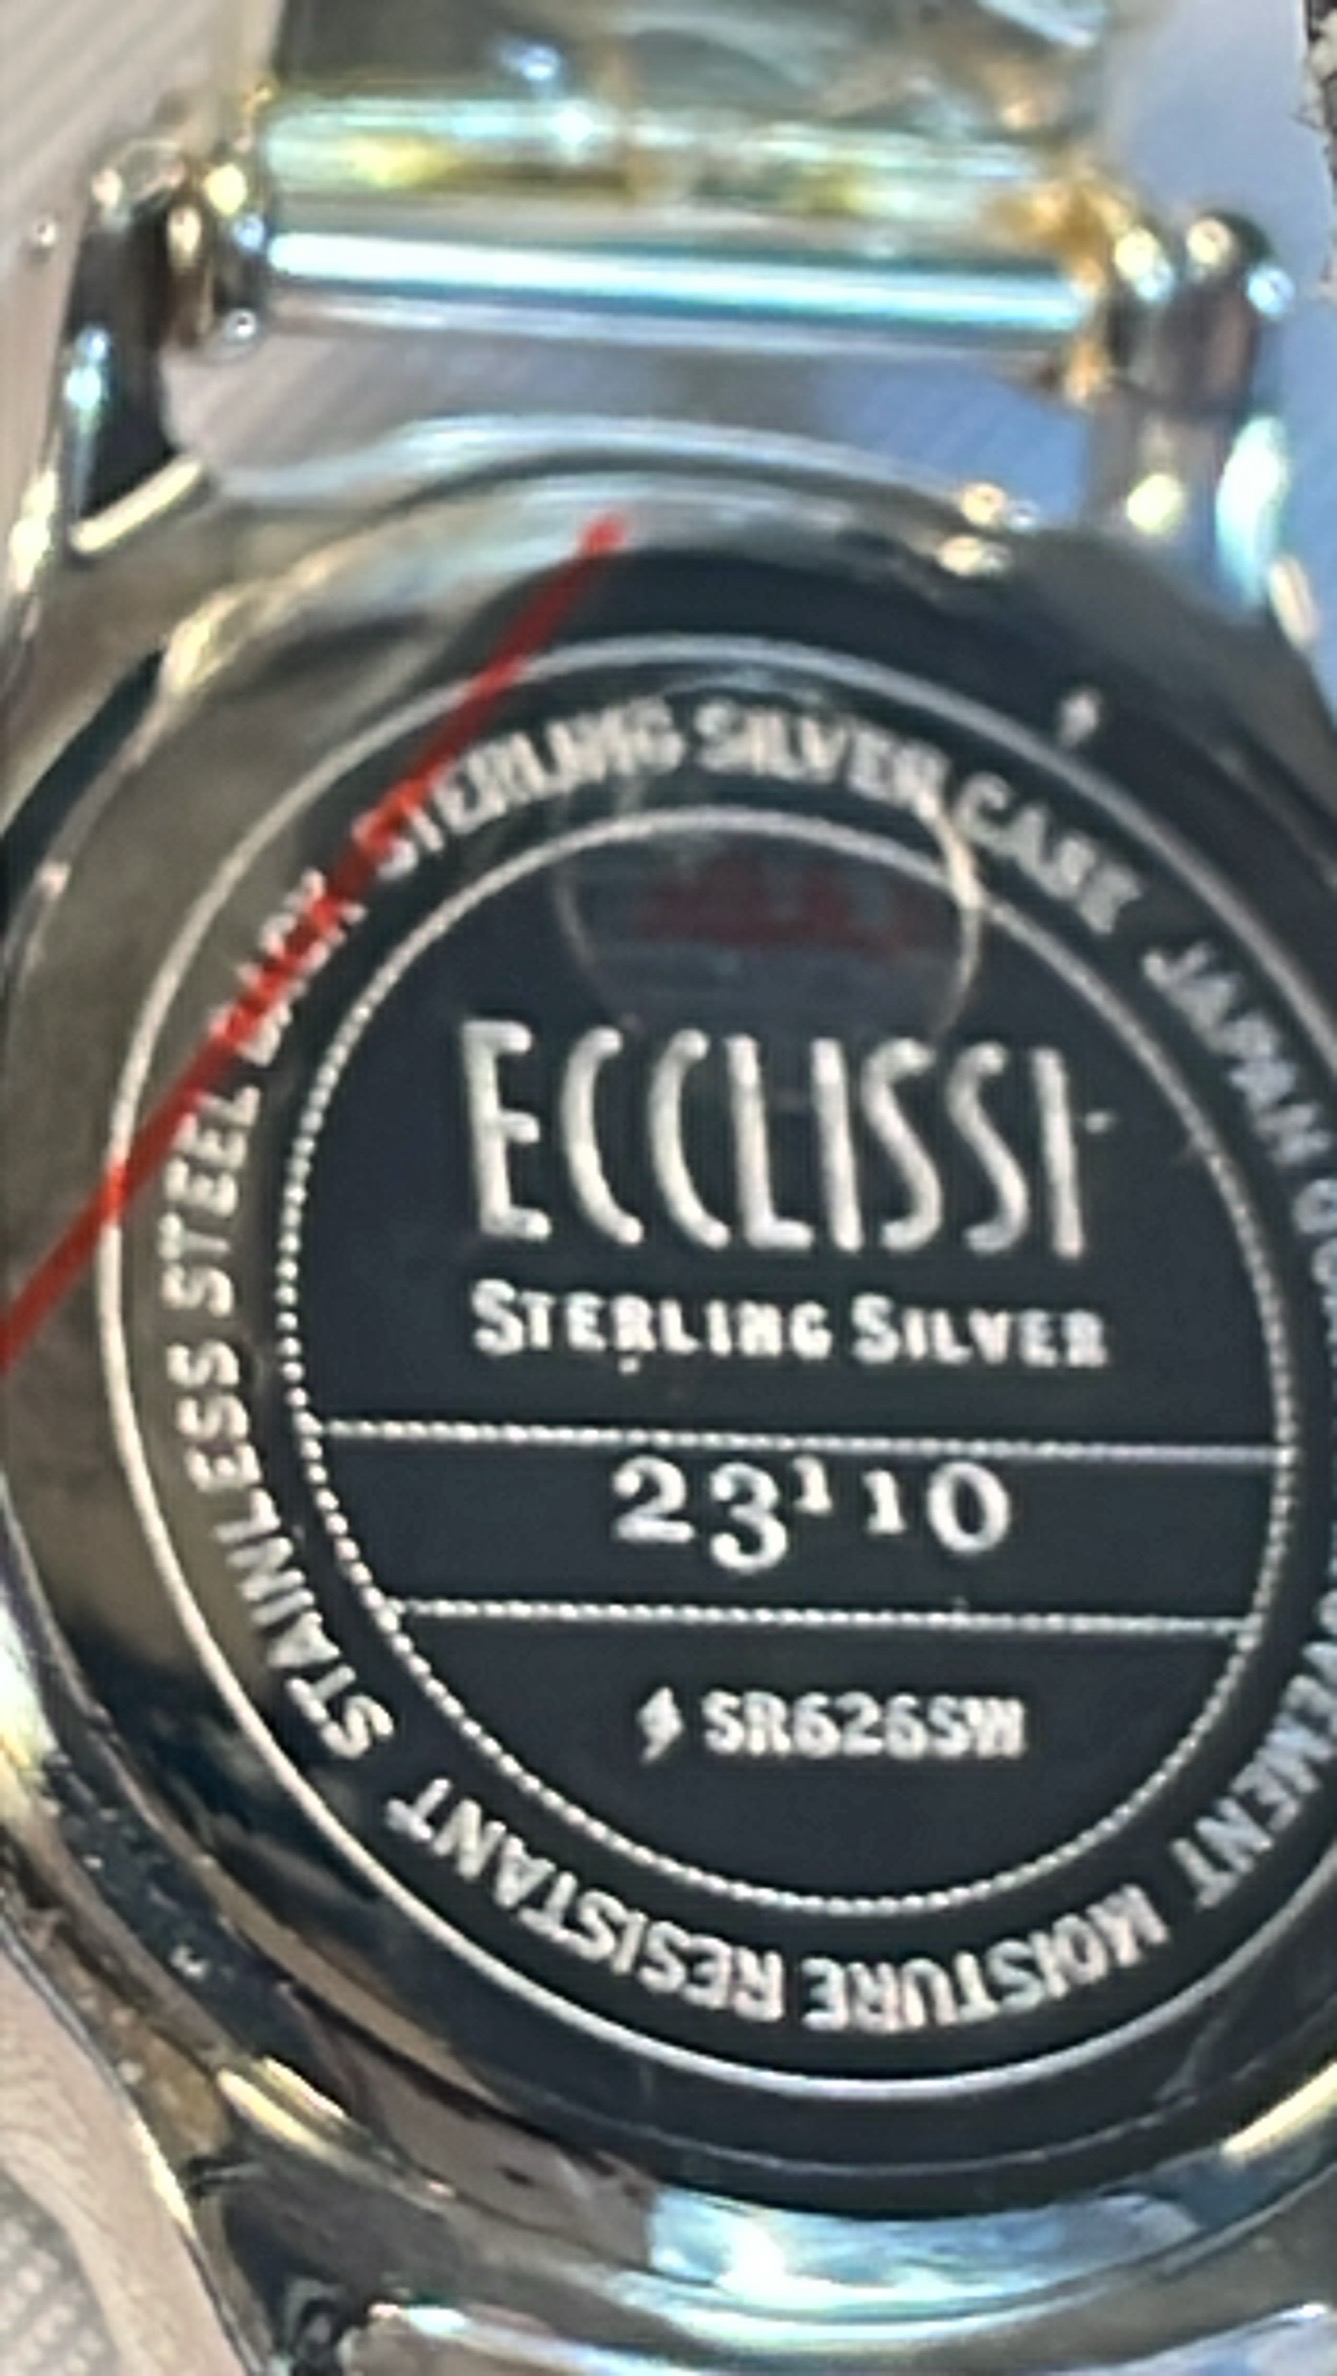 ECCLISSI
STERLING SILVER
23110
SR626SW
STAINLESS STEEL BACK STERLING SILVER CASE JAPAN MOVEMENT MOISTURE RESISTANT